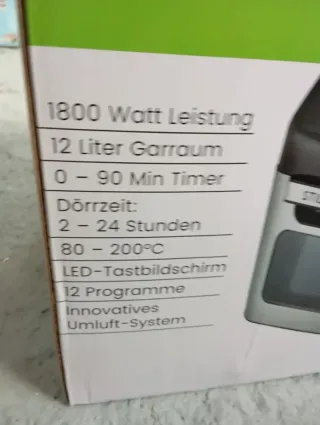 1800 Watt Leistung
12 Liter Garraum
0 – 90 Min Timer
Dörrzeit:
2 – 24 Stunden
80 – 200°C
LED-Tastbildschirm
12 Programme
Innovatives
Umluft-System